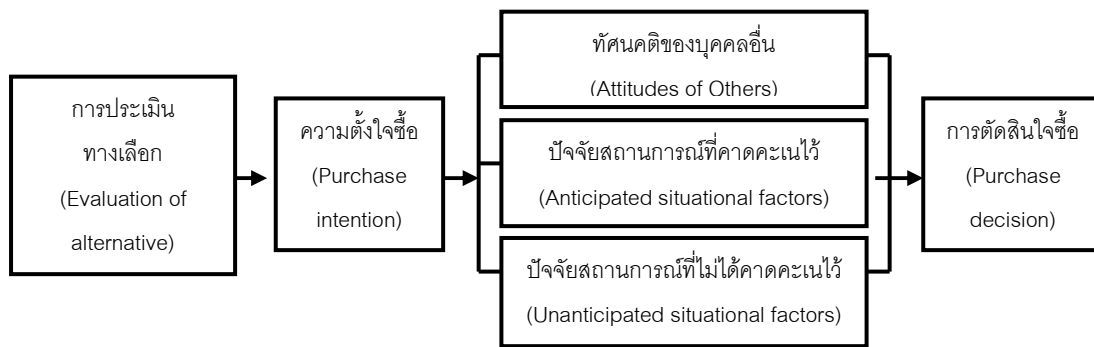 การประเมิน
ทางเลือก
(Evaluation of
alternative)
ความตั้งใจซื้อ
(Purchase
intention)
ทัศนคติของบุคคลอื่น
(Attitudes of Others)
ปัจจัยสถานการณ์ที่คาดคะเนไว้
(Anticipated situational factors)
ปัจจัยสถานการณ์ที่ไม่ได้คาดคะเนไว้
(Unanticipated situational factors)
การตัดสินใจซื้อ
(Purchase
decision)